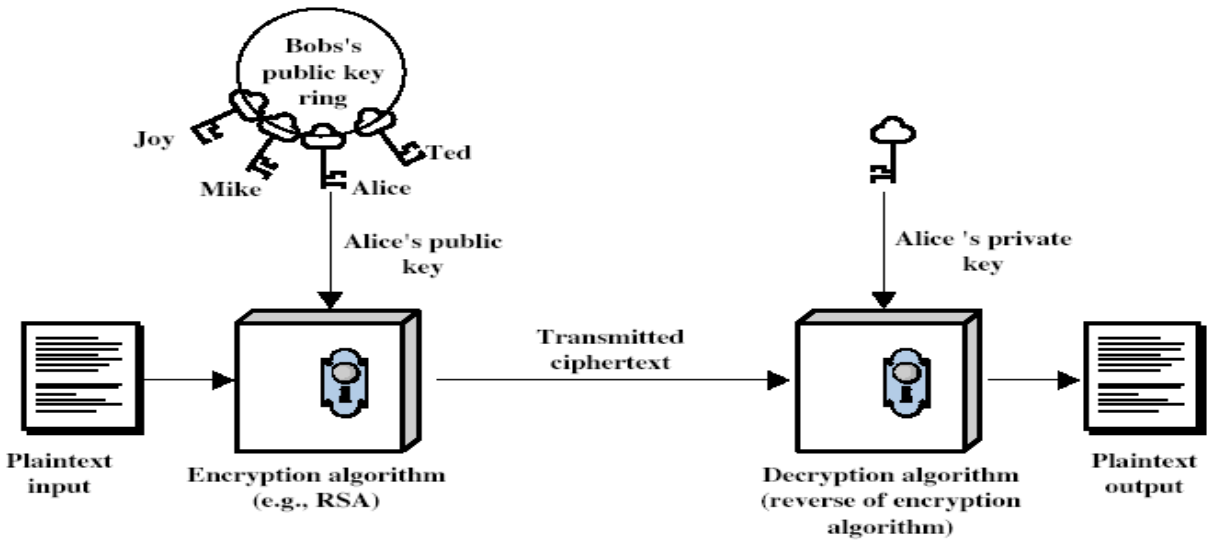 Bobs's
public key
ring
Joy
Mike
Alice
Ted
Alice's public
key
Alice 's private
key
Transmitted
ciphertext
Plaintext
input
Encryption algorithm
(e.g., RSA)
Decryption algorithm
(reverse of encryption
algorithm)
Plaintext
output